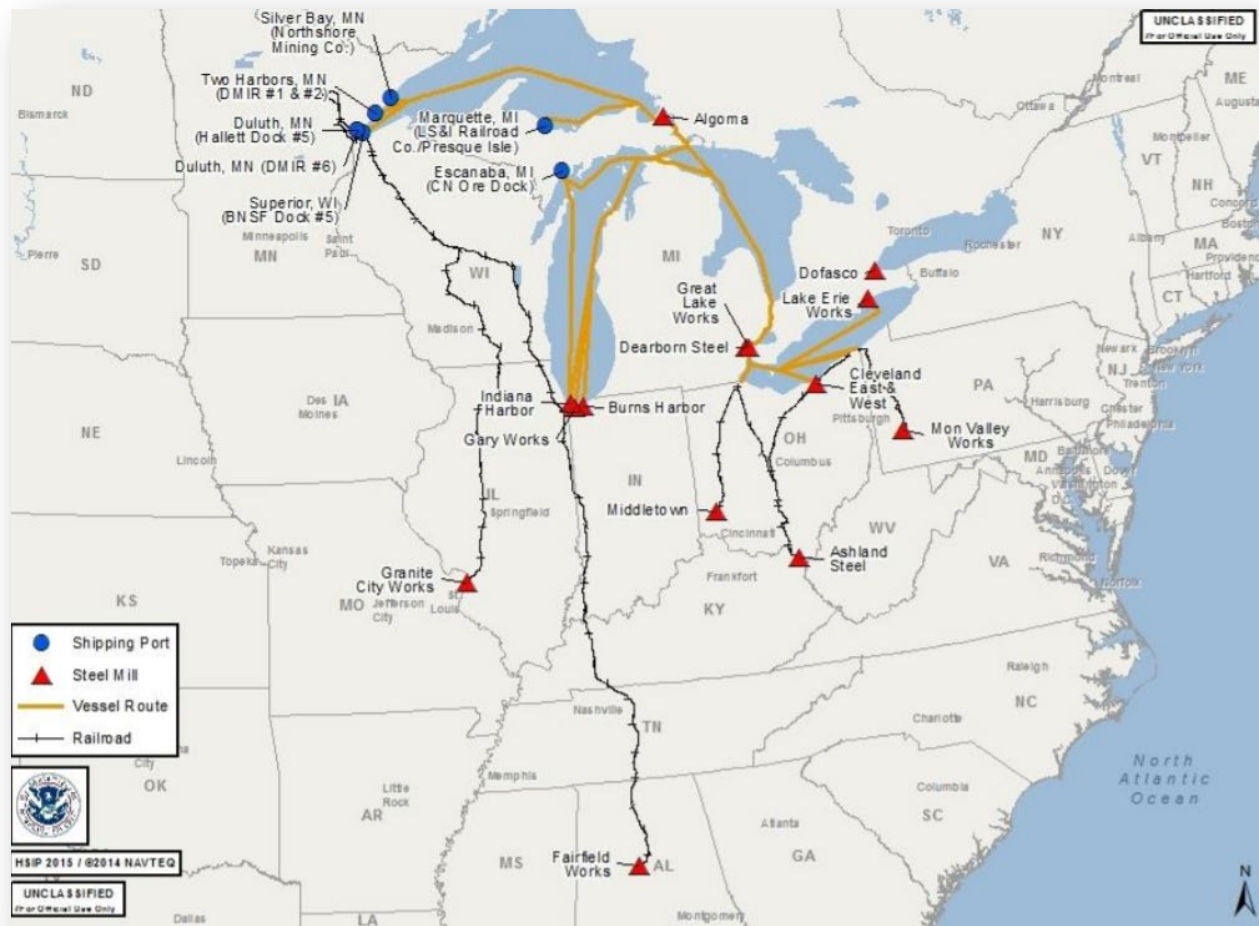 UNCLASSIFIED
//For Official Use Only
Silver Bay, MN
(Northshore
Mining Co.)
Two Harbors, MN
(DMIR #1 & #2)
Duluth, MN
(Hallett Dock #5)
Duluth, MN (DMIR #6)
Superior, WI
(BNSF Dock #5)
Marquette, MI
(LS&I Railroad
Co./Presque Isle)
Escanaba, MI
(CN Ore Dock)
Algoma
ND
Bismarck
Minneapolis
Saint
Paul
MN
Pierre
SD
WI
Madison
MI
Ottawa
Montreal
ME
Augusta
Montpelier
VT
NH
Concord
Boston
Toronto
Rochester
NY
Albany
MA
Providence
Hartford
CT
Buffalo
Dofasco
Lake Erie
Works
Great
Lake
Works
Dearborn Steel
Cleveland
East &
West
Pittsburgh
PA
Harrisburg
Newark
Brooklyn
New York
NJ
Trenton
Chester
Philadelphia
Mon Valley
Works
Indiana
Harbor
Burns Harbor
Gary Works
Des
Moines
IA
NE
Lincoln
OH
Columbus
IN
IL
Springfield
MD
Baltimore
Annapolis
Dover
Washington
D.C.
Middletown
Cincinnati
WV
VA
Richmond
Norfolk
Ashland
Steel
Frankfort
KY
Granite
City Works
St.
Louis
MO
Jefferson
City
Topeka
Kansas
City
KS
Shipping Port
Steel Mill
Vessel Route
Railroad
Nashville
TN
Memphis
Raleigh
NC
Charlotte
North
Atlantic
Ocean
City
OK
Little
Rock
AR
Columbia
SC
Atlanta
GA
HSIP 2015 / ©2014 NAVTEQ
UNCLASSIFIED
//For Official Use Only
Fairfield
Works
MS
AL
Montgomery
Dallas
LA
N